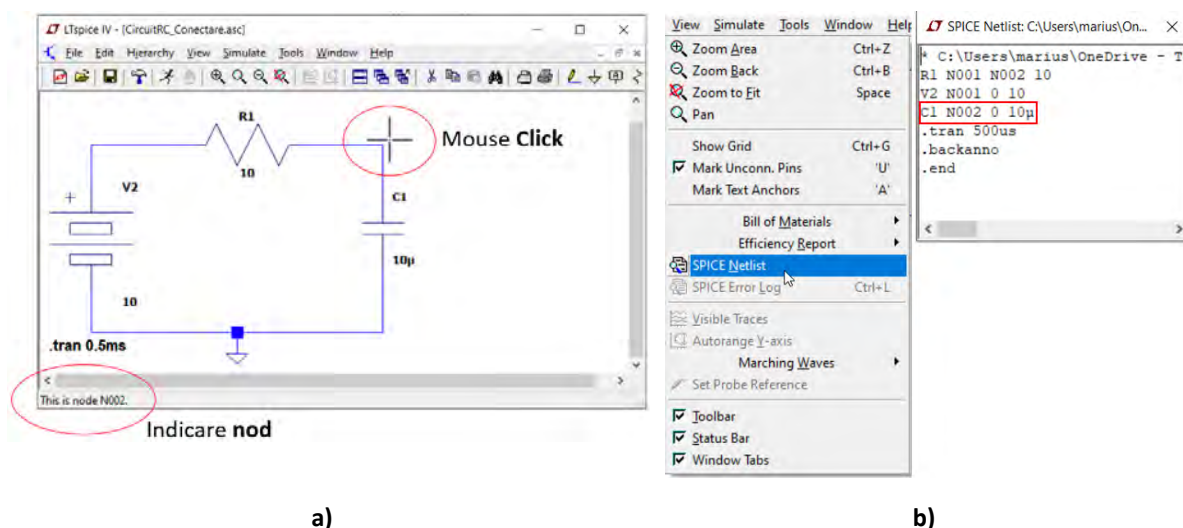 LTspice IV - [CircuitRC_Conectare.asc]
File Edit Hierarchy View Simulate Tools Window Help
R1
10
V2
+
C1
10µ
10
.tran 0.5ms
This is node N002.
Mouse Click
Indicare nod
a)
View Simulate Tools Window Help
Zoom Area Ctrl+Z
Zoom Back Ctrl+B
Zoom to Fit Space
Pan
Show Grid Ctrl+G
Mark Unconn. Pins 'U'
Mark Text Anchors 'A'
Bill of Materials
Efficiency Report
SPICE Netlist
SPICE Error Log Ctrl+L
Visible Traces
Autorange Y-axis
Marching Waves
Set Probe Reference
Toolbar
Status Bar
Window Tabs
SPICE Netlist: C:\Users\marius\On...
* C:\Users\marius\OneDrive - T
R1 N001 N002 10
V2 N001 0 10
C1 N002 0 10µ
.tran 500us
.backanno
.end
b)